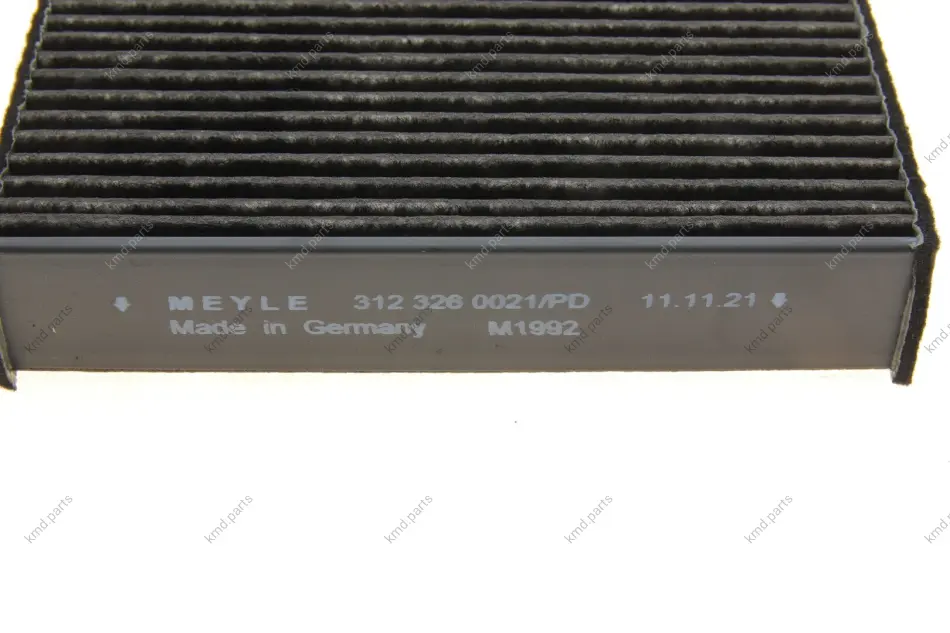 MEYLE 312 326 0021/PD 11.11.21
Made in Germany M1992
kmd.parts